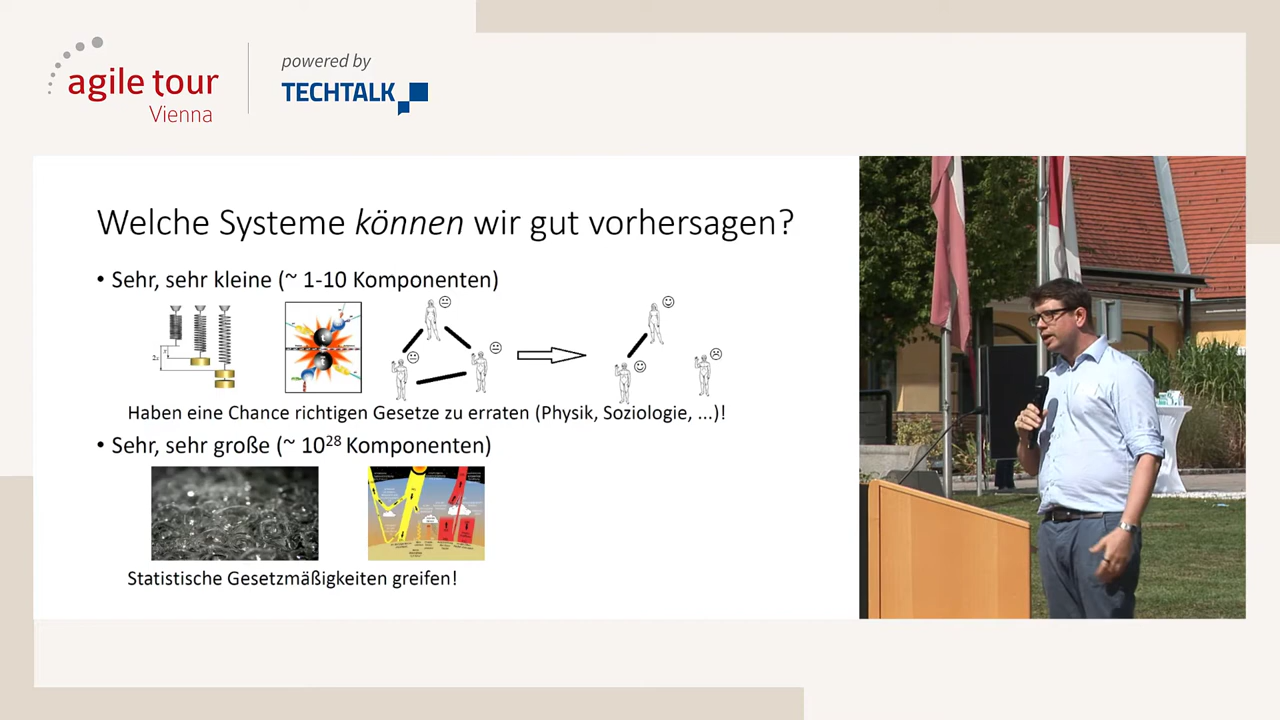 agile tour
Vienna
powered by
TECHTALK
Welche Systeme können wir gut vorhersagen?
• Sehr, sehr kleine (~ 1-10 Komponenten)
Haben eine Chance richtigen Gesetze zu erraten (Physik, Soziologie, ...)!
• Sehr, sehr große (~ 10²⁸ Komponenten)
Statistische Gesetzmäßigkeiten greifen!